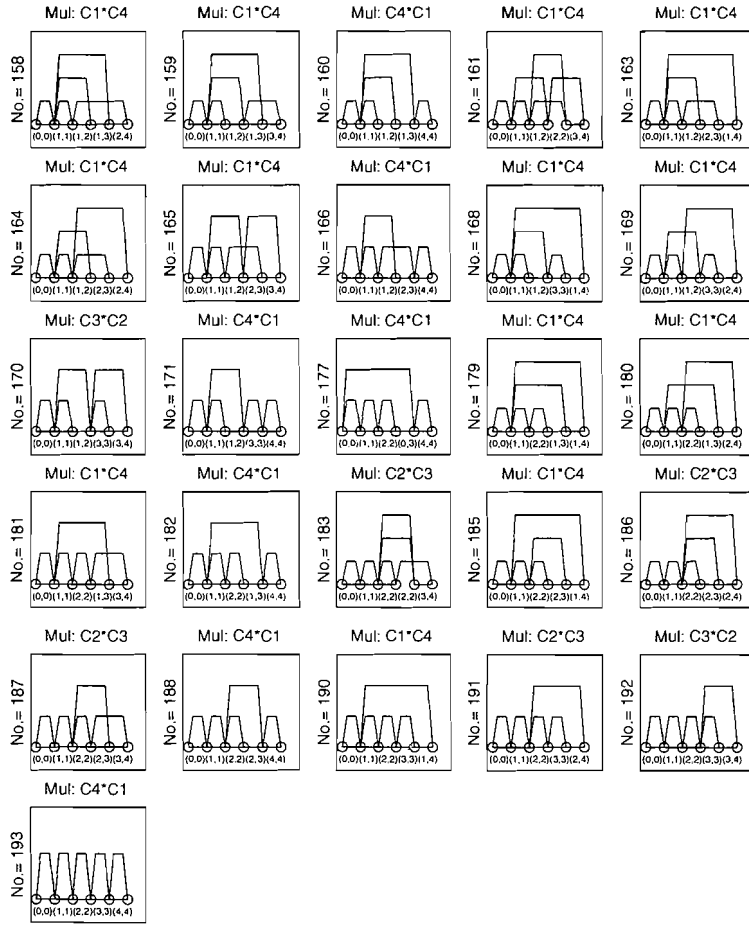 Mul: C1*C4 Mul: C1*C4 Mul: C4*C1 Mul: C1*C4 Mul: C1*C4
No.= 158 No.= 159 No.= 160 No.= 161 No.= 163
(0,0)(1,1)(1,2)(1,3)(2,4) (0,0)(1,1)(1,2)(1,3)(3,4) (0,0)(1,1)(1,2)(1,3)(4,4) (0,0)(1,1)(1,2)(2,2)(3,4) (0,0)(1,1)(1,2)(2,3)(1,4)
Mul: C1*C4 Mul: C1*C4 Mul: C4*C1 Mul: C1*C4 Mul: C1*C4
No.= 164 No.= 165 No.= 166 No.= 168 No.= 169
(0,0)(1,1)(1,2)(2,3)(2,4) (0,0)(1,1)(1,2)(2,3)(3,4) (0,0)(1,1)(1,2)(2,3)(4,4) (0,0)(1,1)(1,2)(3,3)(1,4) (0,0)(1,1)(1,2)(3,3)(2,4)
Mul: C3*C2 Mul: C4*C1 Mul: C4*C1 Mul: C1*C4 Mul: C1*C4
No.= 170 No.= 171 No.= 177 No.= 179 No.= 180
(0,0)(1,1)(1,2)(3,3)(3,4) (0,0)(1,1)(1,2)(3,3)(4,4) (0,0)(1,1)(2,2)(0,3)(4,4) (0,0)(1,1)(2,2)(1,3)(1,4) (0,0)(1,1)(2,2)(1,3)(2,4)
Mul: C1*C4 Mul: C4*C1 Mul: C2*C3 Mul: C1*C4 Mul: C2*C3
No.= 181 No.= 182 No.= 183 No.= 185 No.= 186
(0,0)(1,1)(2,2)(1,3)(3,4) (0,0)(1,1)(2,2)(1,3)(4,4) (0,0)(1,1)(2,2)(2,2)(3,4) (0,0)(1,1)(2,2)(2,3)(1,4) (0,0)(1,1)(2,2)(2,3)(2,4)
Mul: C2*C3 Mul: C4*C1 Mul: C1*C4 Mul: C2*C3 Mul: C3*C2
No.= 187 No.= 188 No.= 190 No.= 191 No.= 192
(0,0)(1,1)(2,2)(2,3)(3,4) (0,0)(1,1)(2,2)(2,3)(4,4) (0,0)(1,1)(2,2)(3,3)(1,4) (0,0)(1,1)(2,2)(3,3)(2,4) (0,0)(1,1)(2,2)(3,3)(3,4)
Mul: C4*C1
No.= 193
(0,0)(1,1)(2,2)(3,3)(4,4)